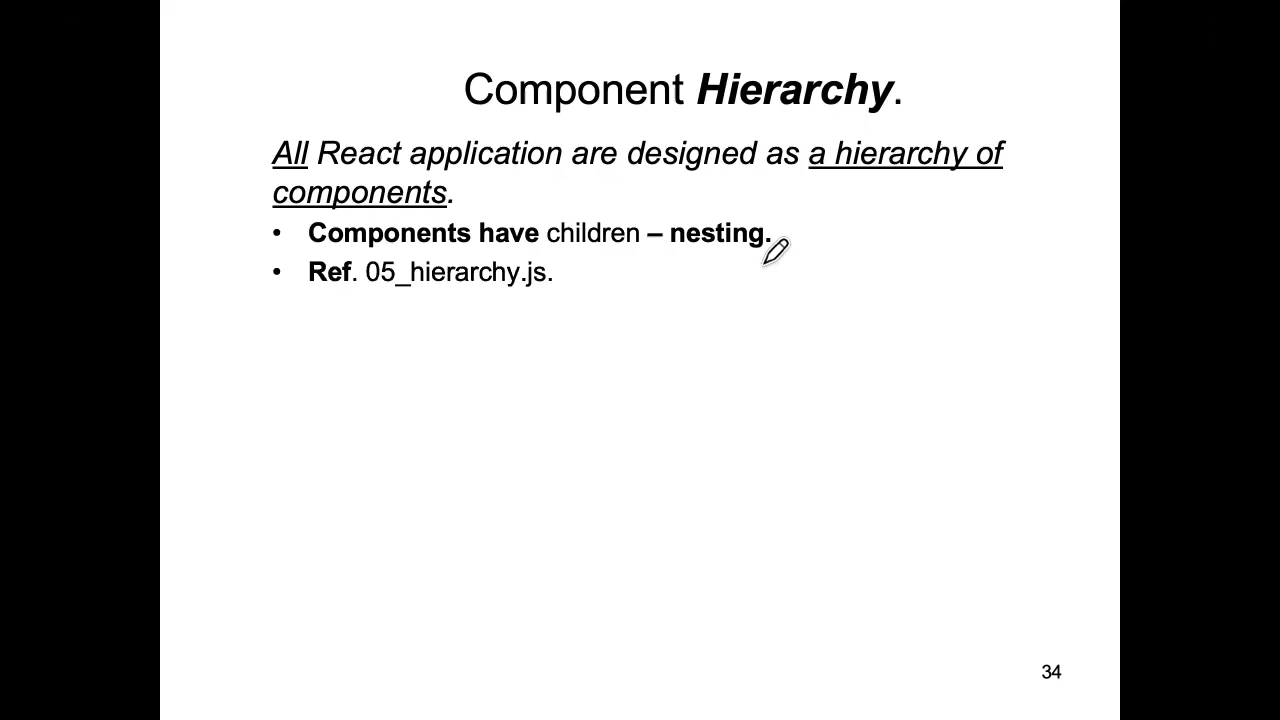 Component Hierarchy.
All React application are designed as a hierarchy of
components.
• Components have children – nesting.
• Ref. 05_hierarchy.js.
34